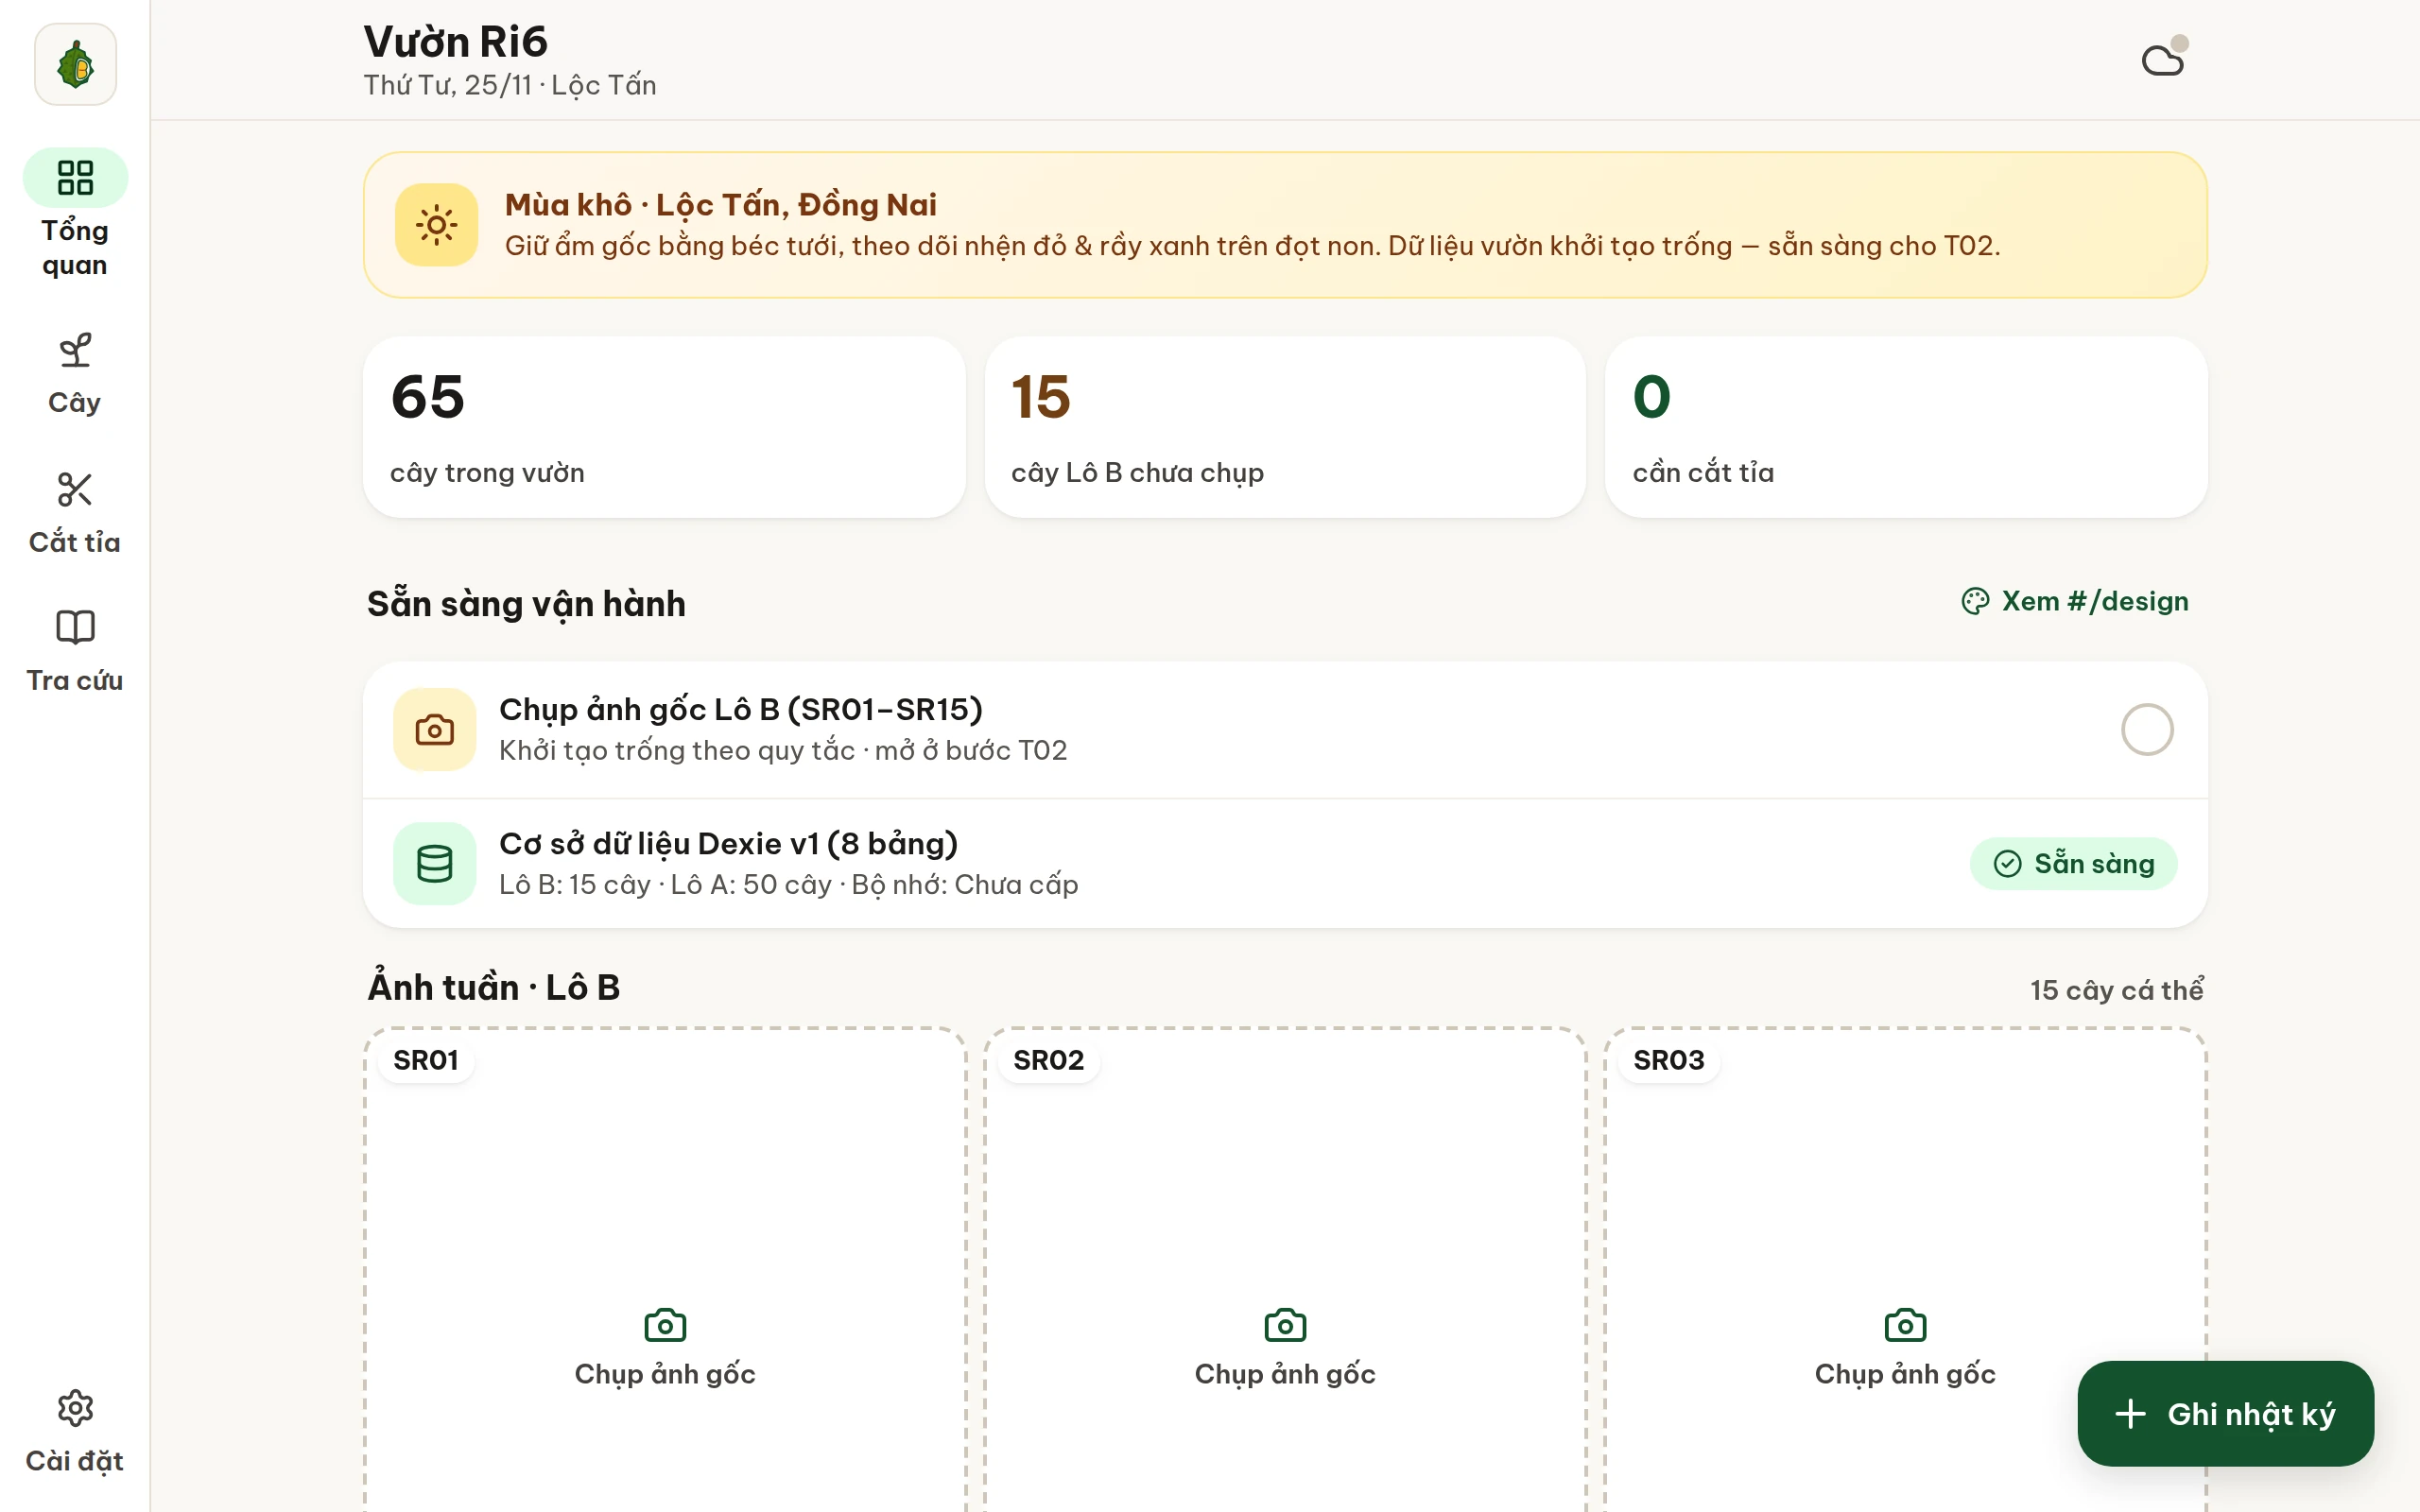 Vườn Ri6
Thứ Tư, 25/11 · Lộc Tấn
Tổng
quan
Cây
Cắt tỉa
Tra cứu
Cài đặt
Mùa khô · Lộc Tấn, Đồng Nai
Giữ ẩm gốc bằng béc tưới, theo dõi nhện đỏ & rầy xanh trên đọt non. Dữ liệu vườn khởi tạo trống — sẵn sàng cho T02.
65
cây trong vườn
15
cây Lô B chưa chụp
0
cần cắt tỉa
Sẵn sàng vận hành
Xem #/design
Chụp ảnh gốc Lô B (SR01–SR15)
Khởi tạo trống theo quy tắc · mở ở bước T02
Cơ sở dữ liệu Dexie v1 (8 bảng)
Lô B: 15 cây · Lô A: 50 cây · Bộ nhớ: Chưa cấp
Sẵn sàng
Ảnh tuần · Lô B
15 cây cá thể
SR01
Chụp ảnh gốc
SR02
Chụp ảnh gốc
SR03
Chụp ảnh gốc
Ghi nhật ký